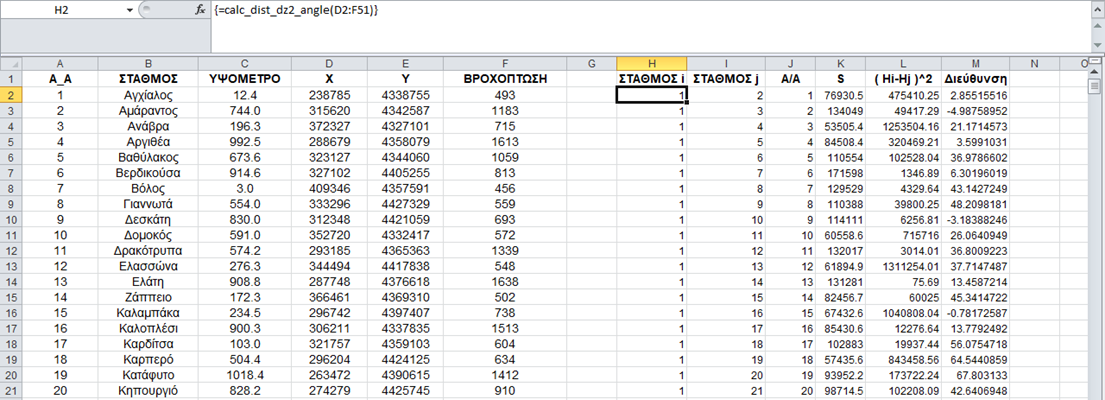 H2 fx {=calc_dist_dz2_angle(D2:F51)}
A B C D E F G H I J K L M N O
1 A_A ΣΤΑΘΜΟΣ ΥΨΟΜΕΤΡΟ X Y ΒΡΟΧΟΠΤΩΣΗ ΣΤΑΘΜΟΣ i ΣΤΑΘΜΟΣ j A/A S ( Hi-Hj )^2 Διεύθυνση
2 1 Αγχίαλος 12.4 238785 4338755 493 1 2 1 76930.5 475410.25 2.85515516
3 2 Αμάραντος 744.0 315620 4342587 1183 1 3 2 134049 49417.29 -4.98758952
4 3 Ανάβρα 196.3 372327 4327101 715 1 4 3 53505.4 1253504.16 21.1714573
5 4 Αργιθέα 992.5 288679 4358079 1613 1 5 4 84508.4 320469.21 3.5991031
6 5 Βαθύλακος 673.6 323127 4344060 1059 1 6 5 110554 102528.04 36.9786602
7 6 Βερδικούσα 914.6 327102 4405255 813 1 7 6 171598 1346.89 6.30196019
8 7 Βόλος 3.0 409346 4357591 456 1 8 7 129529 4329.64 43.1427249
9 8 Γιαννωτά 554.0 333296 4427329 559 1 9 8 110388 39800.25 48.2098181
10 9 Δεσκάτη 830.0 312348 4421059 693 1 10 9 114111 6256.81 -3.18388246
11 10 Δομοκός 591.0 352720 4332417 572 1 11 10 60558.6 715716 26.0640949
12 11 Δρακότρυπα 574.2 293185 4365363 1339 1 12 11 132017 3014.01 36.8009223
13 12 Ελασσώνα 276.3 344494 4417838 548 1 13 12 61894.9 1311254.01 37.7147487
14 13 Ελάτη 908.8 287748 4376618 1638 1 14 13 131281 75.69 13.4587214
15 14 Ζάππειο 172.3 366461 4369310 502 1 15 14 82456.7 60025 45.3414722
16 15 Καλαμπάκα 234.5 296742 4397407 738 1 16 15 67432.6 1040808.04 -0.78172587
17 16 Καλοπλέσι 900.3 306211 4337835 1513 1 17 16 85430.6 12276.64 13.7792492
18 17 Καρδίτσα 103.0 321757 4359103 604 1 18 17 102883 19937.44 56.0754718
19 18 Καρπερό 504.4 296204 4424125 634 1 19 18 57435.6 843458.56 64.5440859
20 19 Κατάφυτο 1018.4 263472 4390615 1412 1 20 19 93952.2 173722.24 67.803133
21 20 Κηπουργιό 828.2 274279 4425745 910 1 21 20 98714.5 102208.09 42.6406948